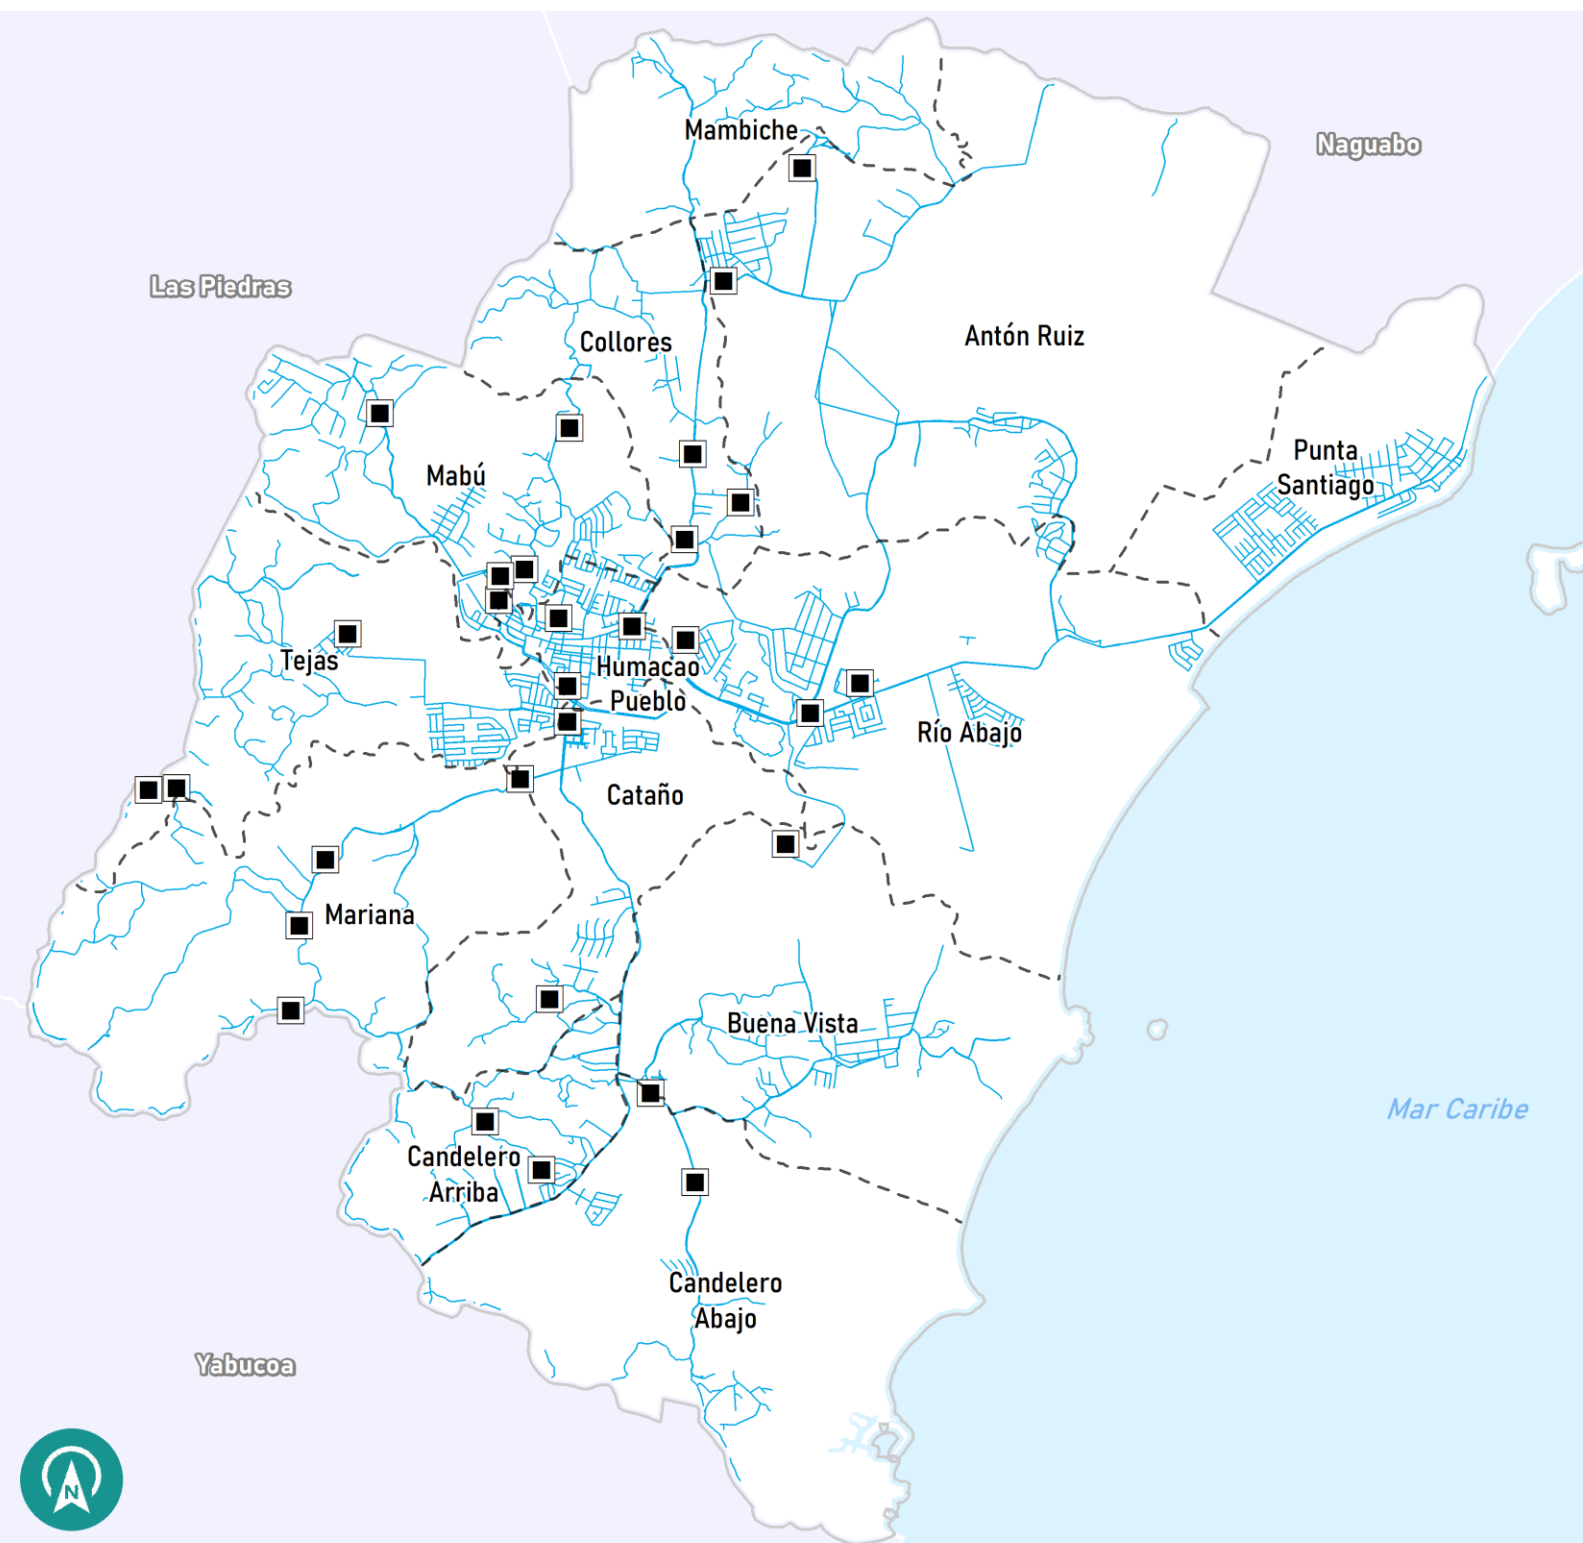 Mambiche
Naguabo
Las Piedras
Collores
Antón Ruiz
Mabú
Punta
Santiago
Tejas
Humacao
Pueblo
Río Abajo
Cataño
Mariana
Buena Vista
Mar Caribe
Candelero
Arriba
Candelero
Abajo
Yabucoa
N